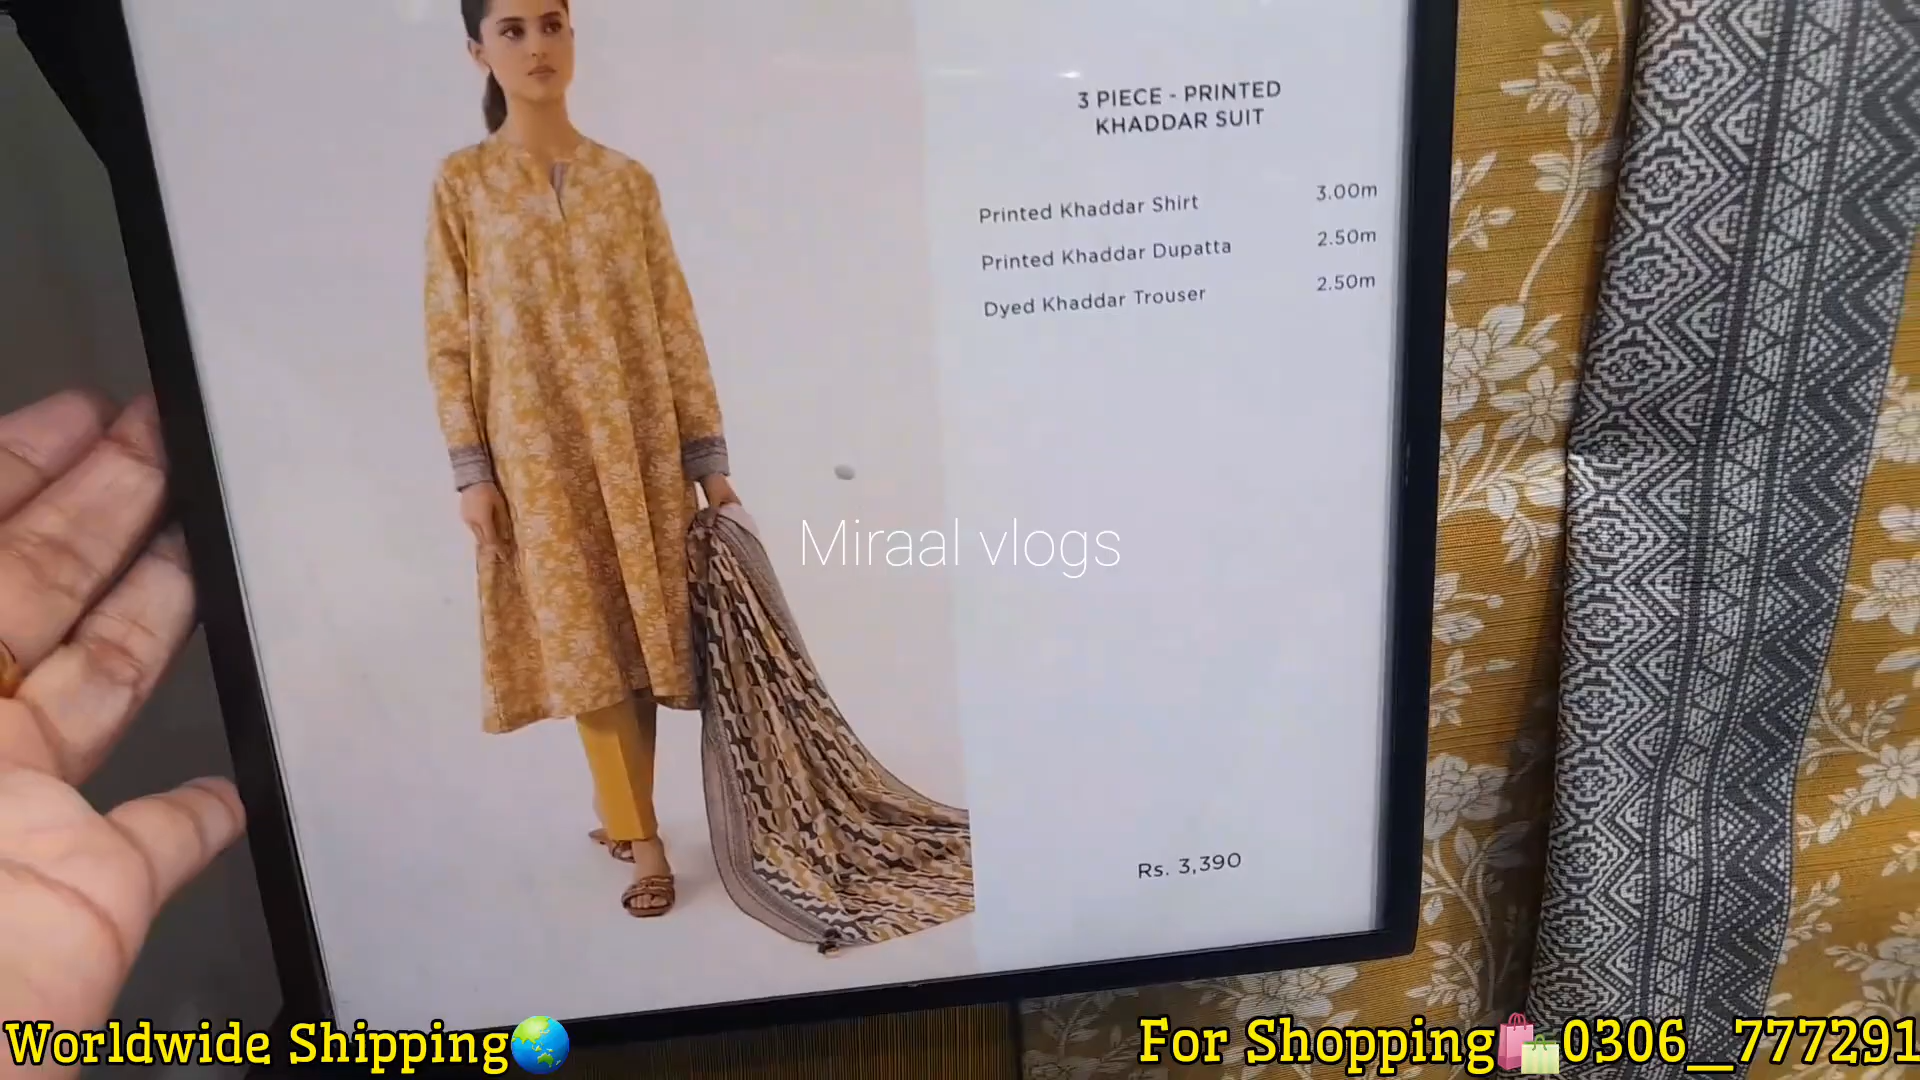 3 PIECE - PRINTED
KHADDAR SUIT
Printed Khaddar Shirt 3.00m
Printed Khaddar Dupatta 2.50m
Dyed Khaddar Trouser 2.50m
Miraal vlogs
Rs. 3,390
Worldwide Shipping🌏 For Shopping🛍️0306_777291